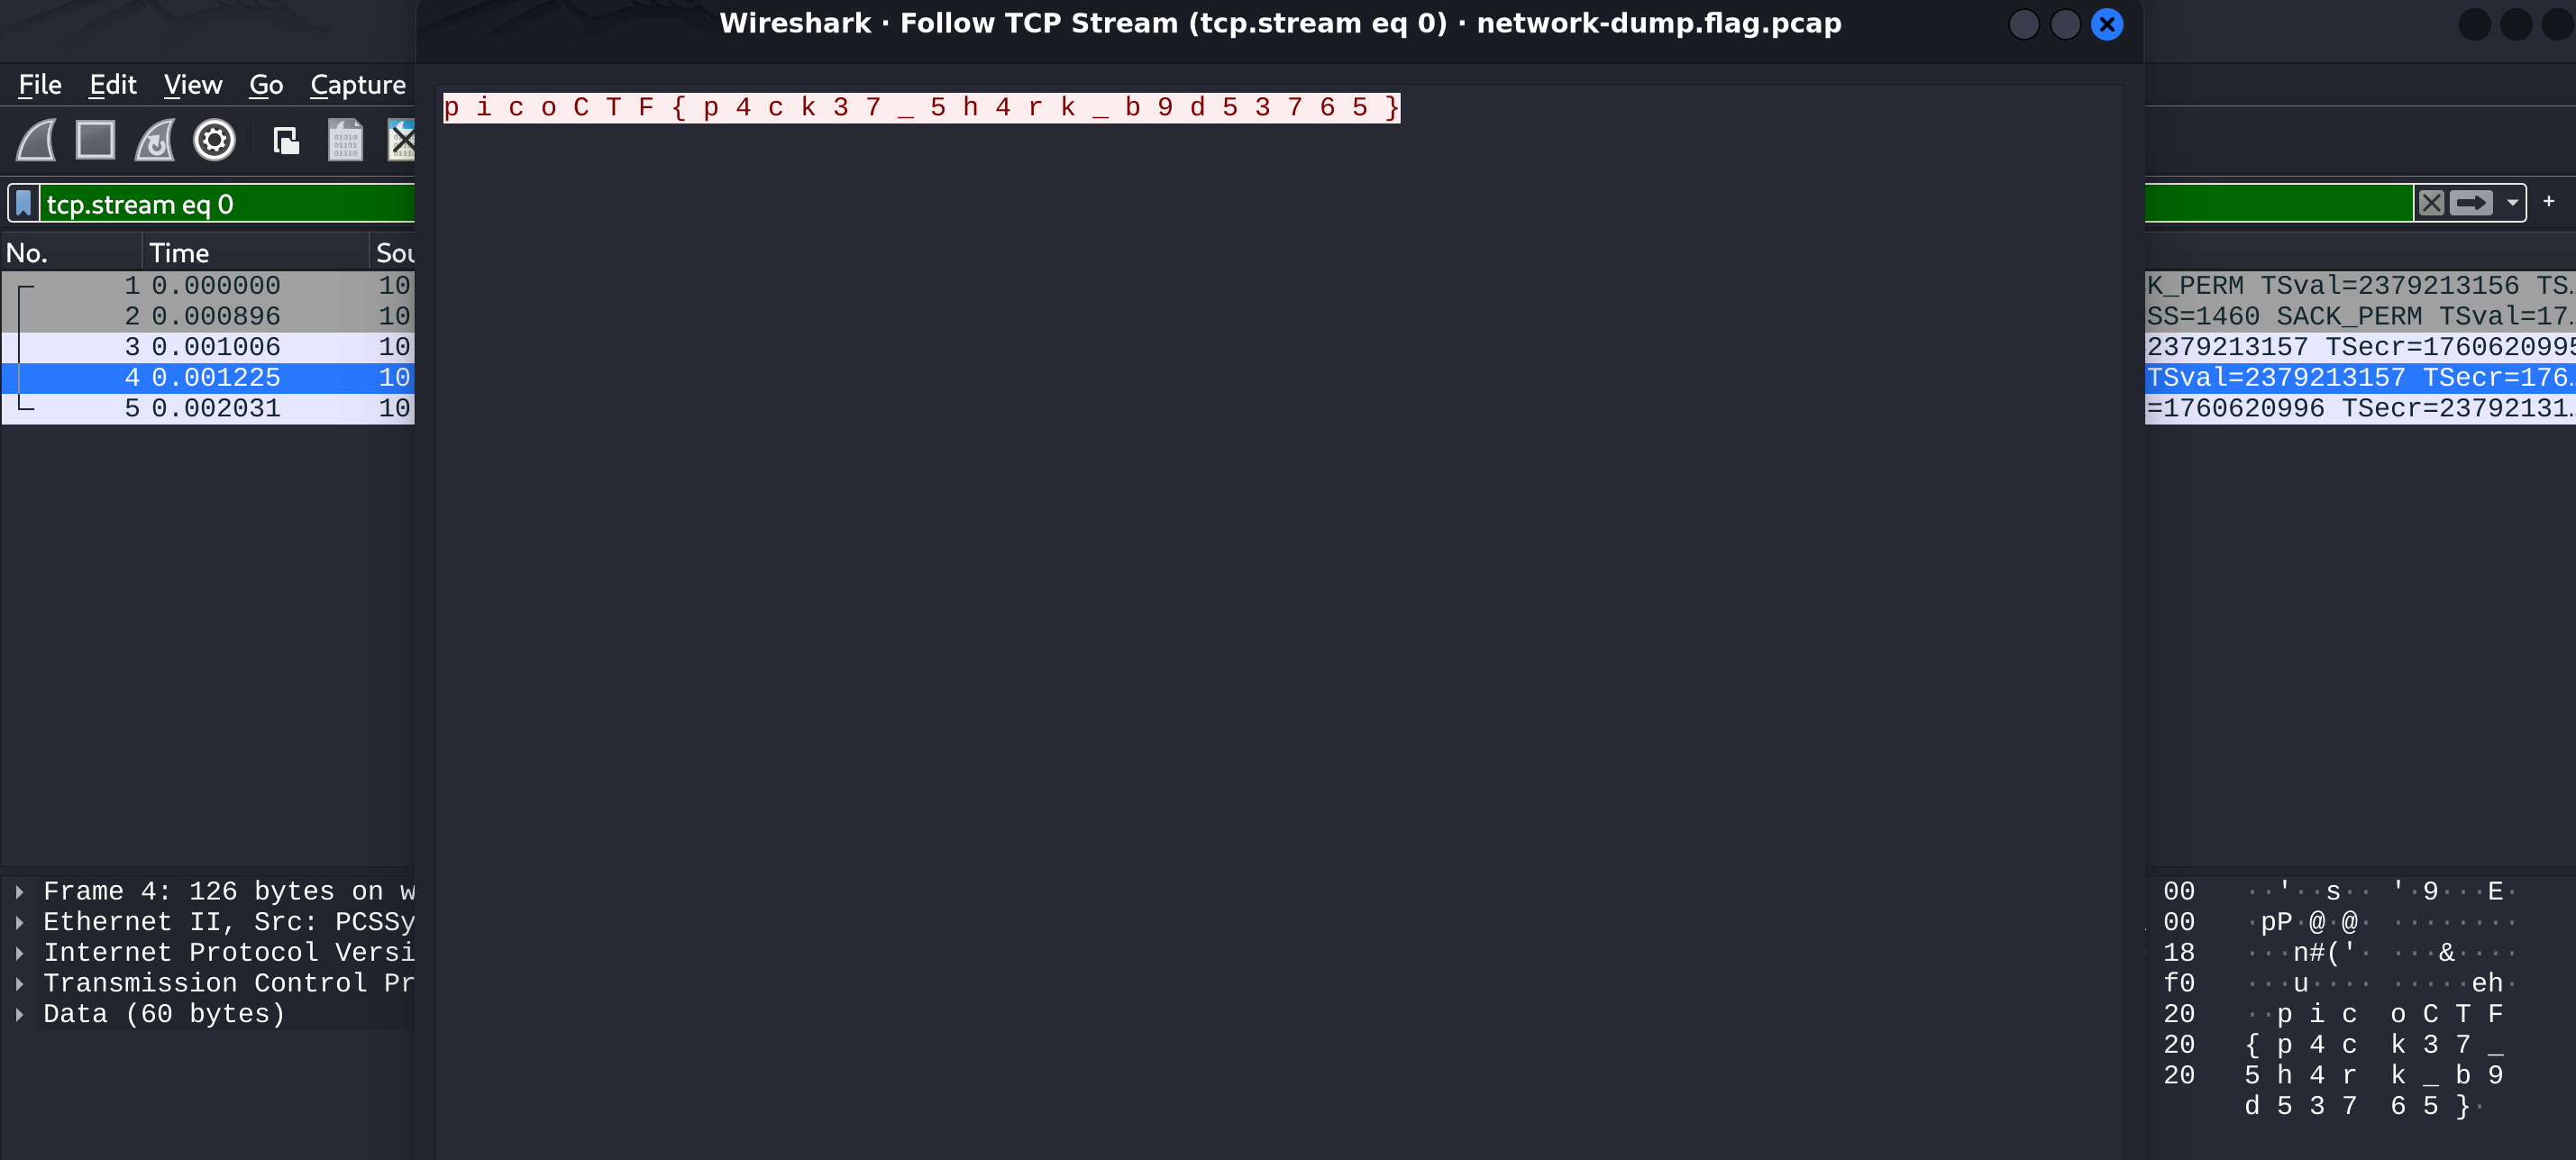 Wireshark · Follow TCP Stream (tcp.stream eq 0) · network-dump.flag.pcap
File Edit View Go Capture
p i c o C T F { p 4 c k 3 7 _ 5 h 4 r k _ b 9 d 5 3 7 6 5 }
tcp.stream eq 0
+
No. Time Sou
1 0.000000 10 K_PERM TSval=2379213156 TS…
2 0.000896 10 SS=1460 SACK_PERM TSval=17…
3 0.001006 10 2379213157 TSecr=1760620995
4 0.001225 10 TSval=2379213157 TSecr=176…
5 0.002031 10 =1760620996 TSecr=23792131…
Frame 4: 126 bytes on w 00 ··'··s·· '·9···E·
Ethernet II, Src: PCSSy 00 ·pP·@·@· ········
Internet Protocol Versi 18 ···n#('· ···&····
Transmission Control Pr f0 ···u···· ·····eh·
Data (60 bytes) 20 ··p i c o C T F
20 { p 4 c k 3 7 _
20 5 h 4 r k _ b 9
d 5 3 7 6 5 }·